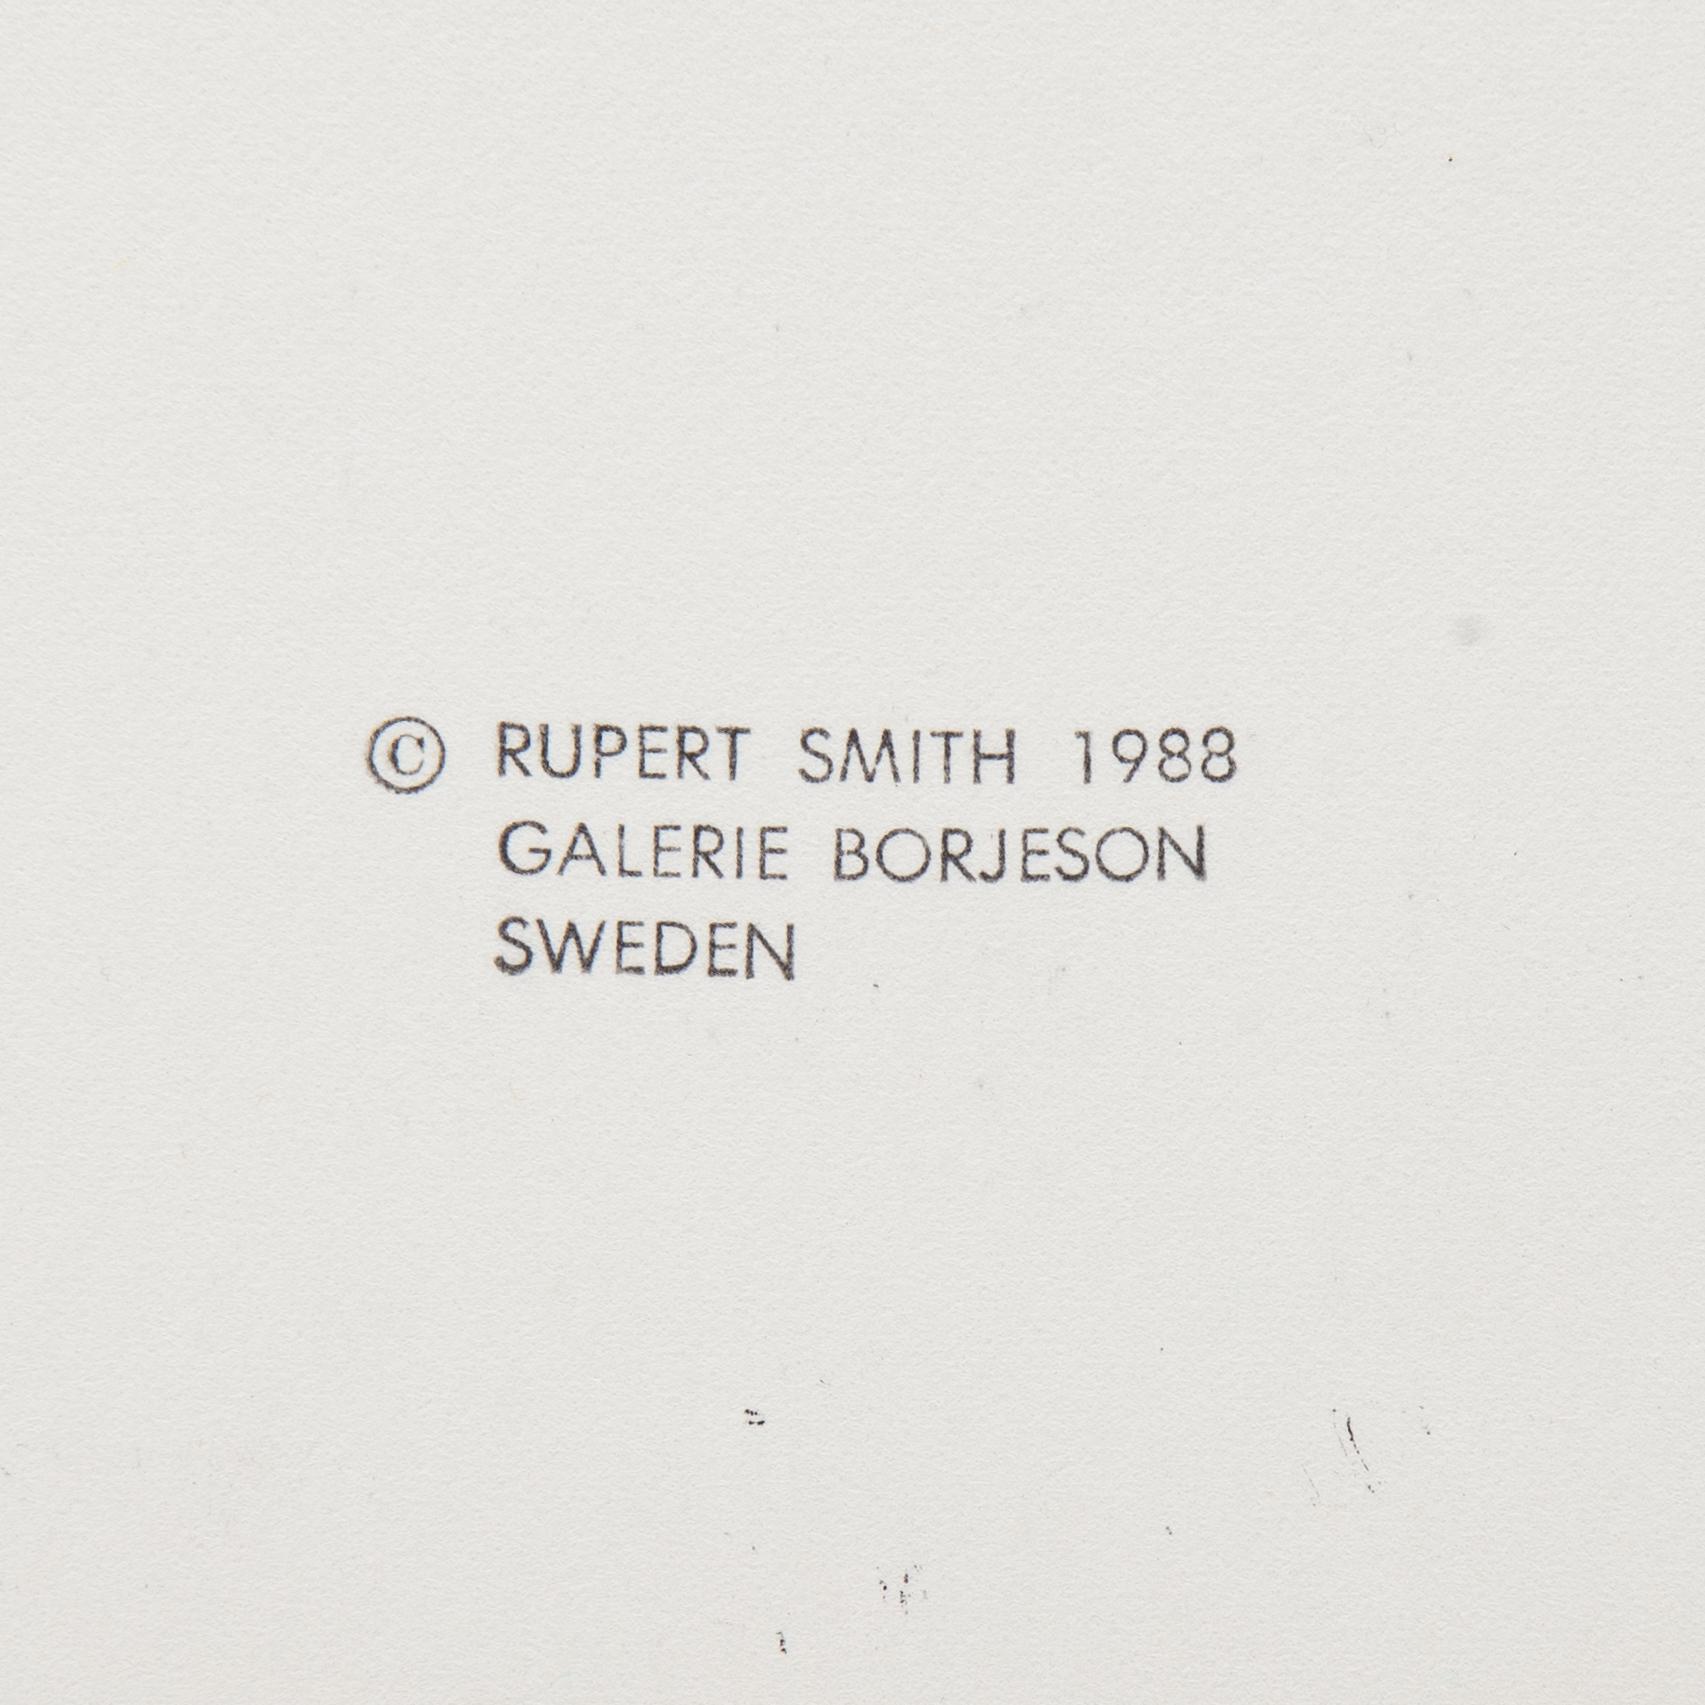 © RUPERT SMITH 1988
GALERIE BORJESON
SWEDEN